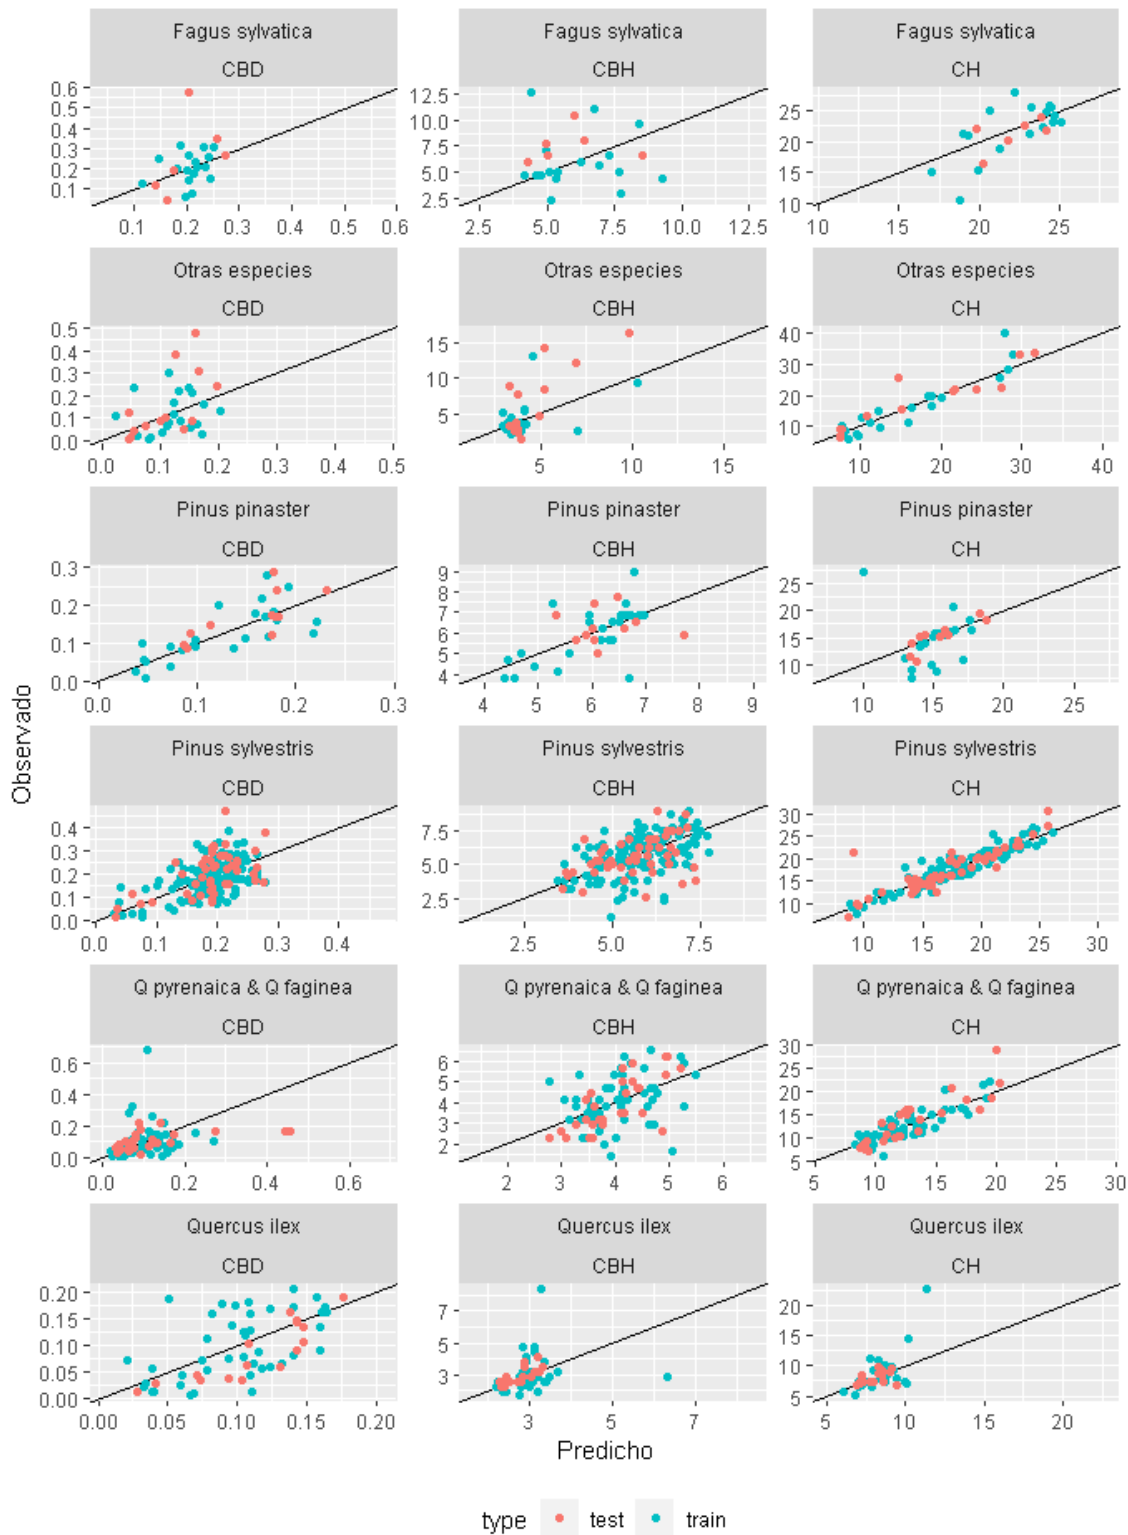 Fagus sylvatica Fagus sylvatica Fagus sylvatica
CBD CBH CH
0.6 0.5 0.4 0.3 0.2 0.1 12.5 10.0 7.5 5.0 2.5 25 20 15 10
0.1 0.2 0.3 0.4 0.5 0.6 2.5 5.0 7.5 10.0 12.5 10 15 20 25
Otras especies Otras especies Otras especies
CBD CBH CH
0.5 0.4 0.3 0.2 0.1 0.0 15 10 5 40 30 20 10
0.0 0.1 0.2 0.3 0.4 0.5 5 10 15 10 20 30 40
Pinus pinaster Pinus pinaster Pinus pinaster
CBD CBH CH
0.3 0.2 0.1 0.0 9 8 7 6 5 4 25 20 15 10
0.0 0.1 0.2 0.3 4 5 6 7 8 9 10 15 20 25
Observado
Pinus sylvestris Pinus sylvestris Pinus sylvestris
CBD CBH CH
0.4 0.3 0.2 0.1 0.0 7.5 5.0 2.5 30 25 20 15 10
0.0 0.1 0.2 0.3 0.4 2.5 5.0 7.5 10 15 20 25 30
Q pyrenaica & Q faginea Q pyrenaica & Q faginea Q pyrenaica & Q faginea
CBD CBH CH
0.6 0.4 0.2 0.0 6 5 4 3 2 30 25 20 15 10 5
0.0 0.2 0.4 0.6 2 3 4 5 6 5 10 15 20 25 30
Quercus ilex Quercus ilex Quercus ilex
CBD CBH CH
0.20 0.15 0.10 0.05 0.00 7 5 3 20 15 10 5
0.00 0.05 0.10 0.15 0.20 3 5 7 5 10 15 20
Predicho
type test train